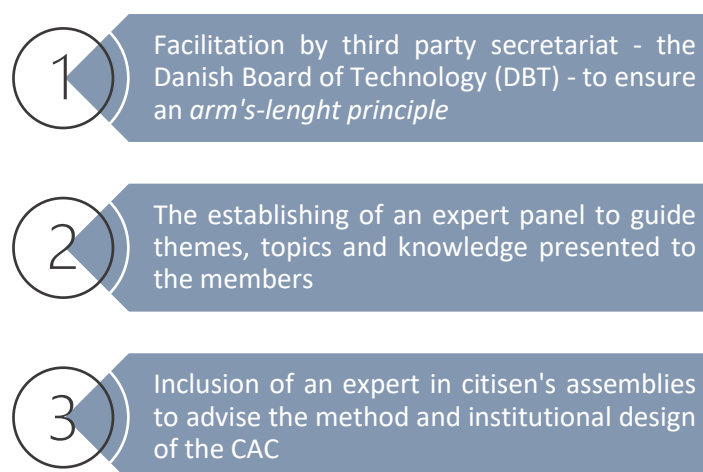 1
Facilitation by third party secretariat - the
Danish Board of Technology (DBT) - to ensure
an arm's-lenght principle
2
The establishing of an expert panel to guide
themes, topics and knowledge presented to
the members
3
Inclusion of an expert in citisen's assemblies
to advise the method and institutional design
of the CAC